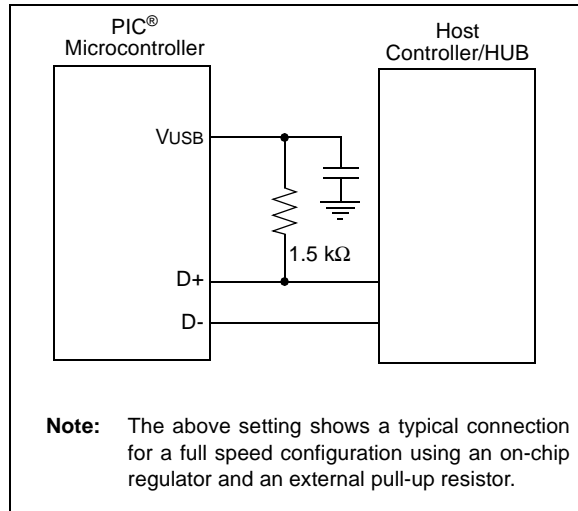 PIC®
Microcontroller
Host
Controller/HUB
VUSB
1.5 kΩ
D+
D-
Note: The above setting shows a typical connection
for a full speed configuration using an on-chip
regulator and an external pull-up resistor.